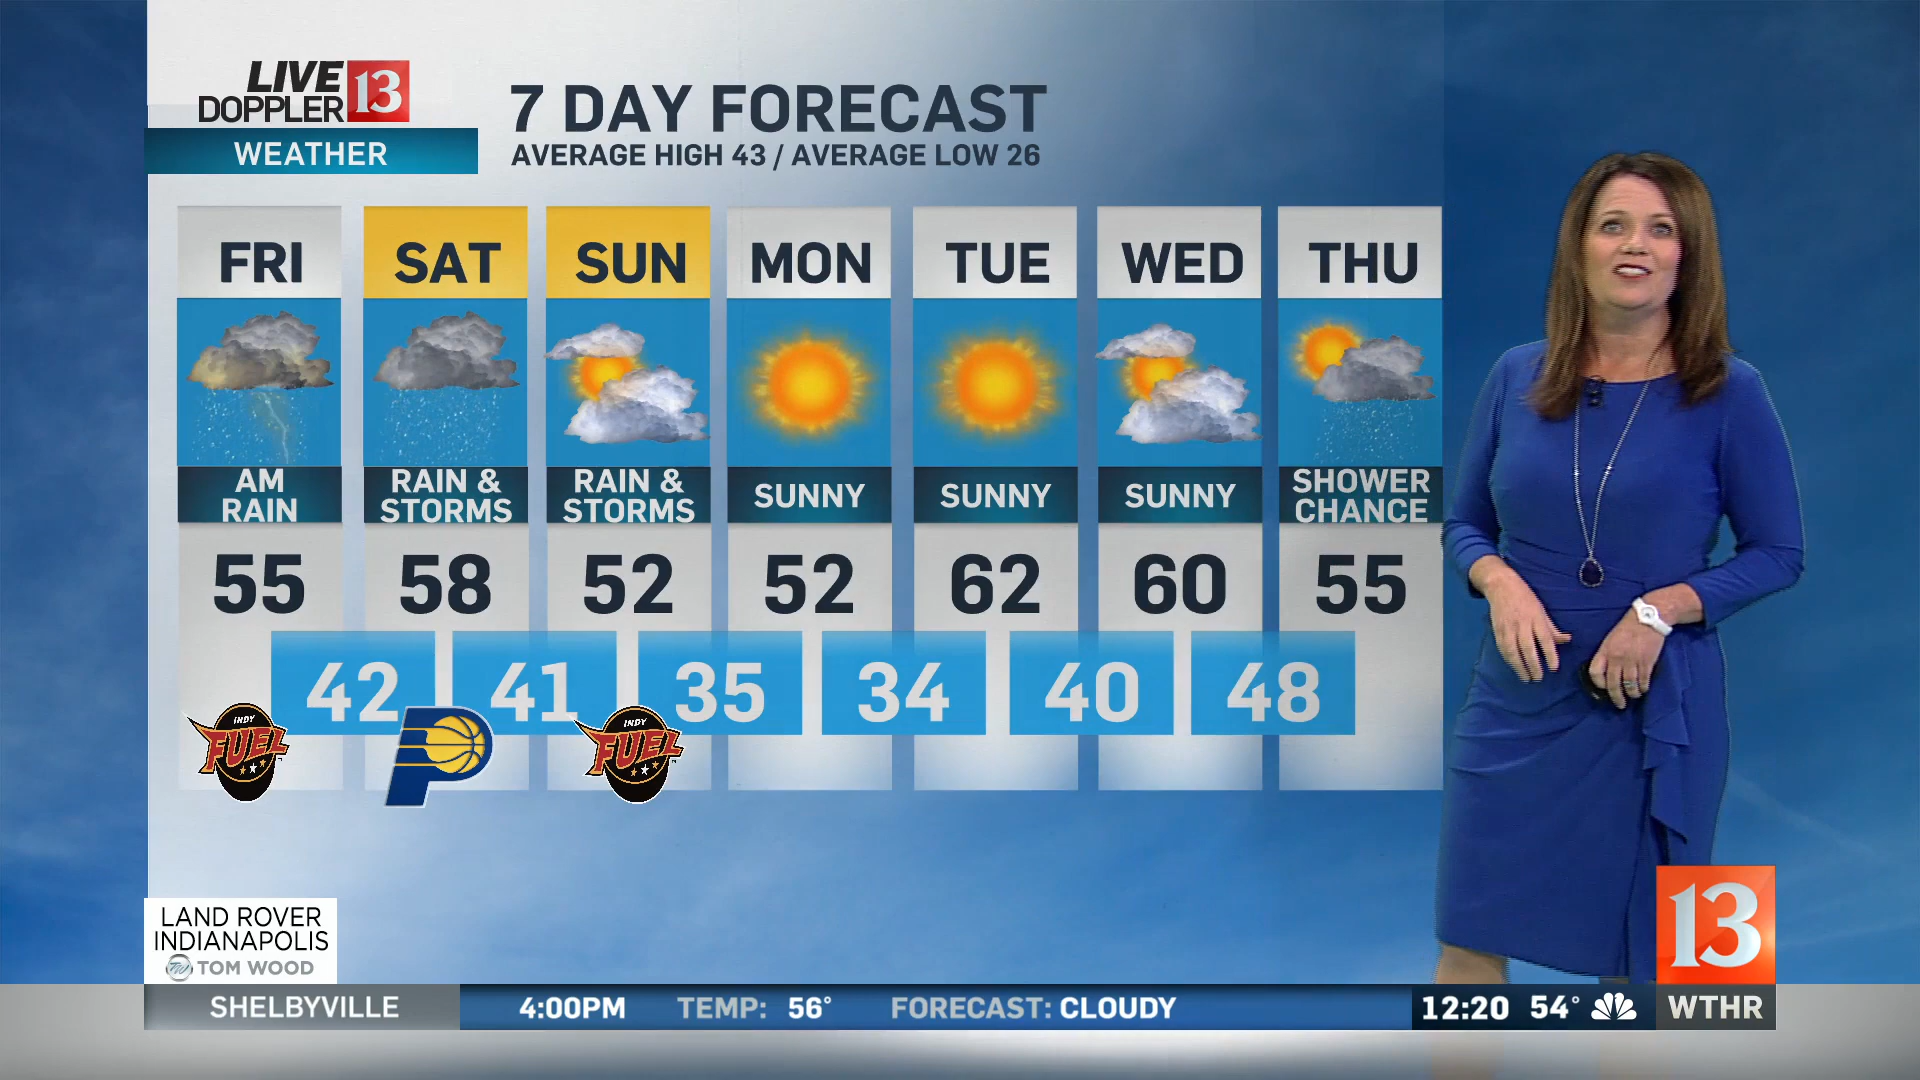 LIVE
DOPPLER 13
WEATHER
7 DAY FORECAST
AVERAGE HIGH 43 / AVERAGE LOW 26
FRI SAT SUN MON TUE WED THU
AM RAIN
RAIN & STORMS
RAIN & STORMS
SUNNY
SUNNY
SUNNY
SHOWER CHANCE
55 58 52 52 62 60 55
42 41 35 34 40 48
INDY
FUEL
INDY
FUEL
LAND ROVER
INDIANAPOLIS
TOM WOOD
13
SHELBYVILLE 4:00PM TEMP: 56° FORECAST: CLOUDY 12:20 54° WTHR